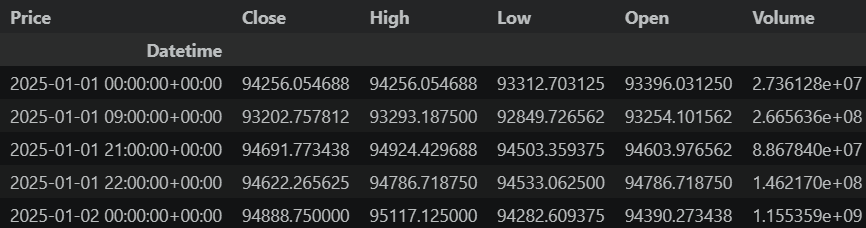 Price Close High Low Open Volume
Datetime
2025-01-01 00:00:00+00:00 94256.054688 94256.054688 93312.703125 93396.031250 2.736128e+07
2025-01-01 09:00:00+00:00 93202.757812 93293.187500 92849.726562 93254.101562 2.665636e+08
2025-01-01 21:00:00+00:00 94691.773438 94924.429688 94503.359375 94603.976562 8.867840e+07
2025-01-01 22:00:00+00:00 94622.265625 94786.718750 94533.062500 94786.718750 1.462170e+08
2025-01-02 00:00:00+00:00 94888.750000 95117.125000 94282.609375 94390.273438 1.155359e+09